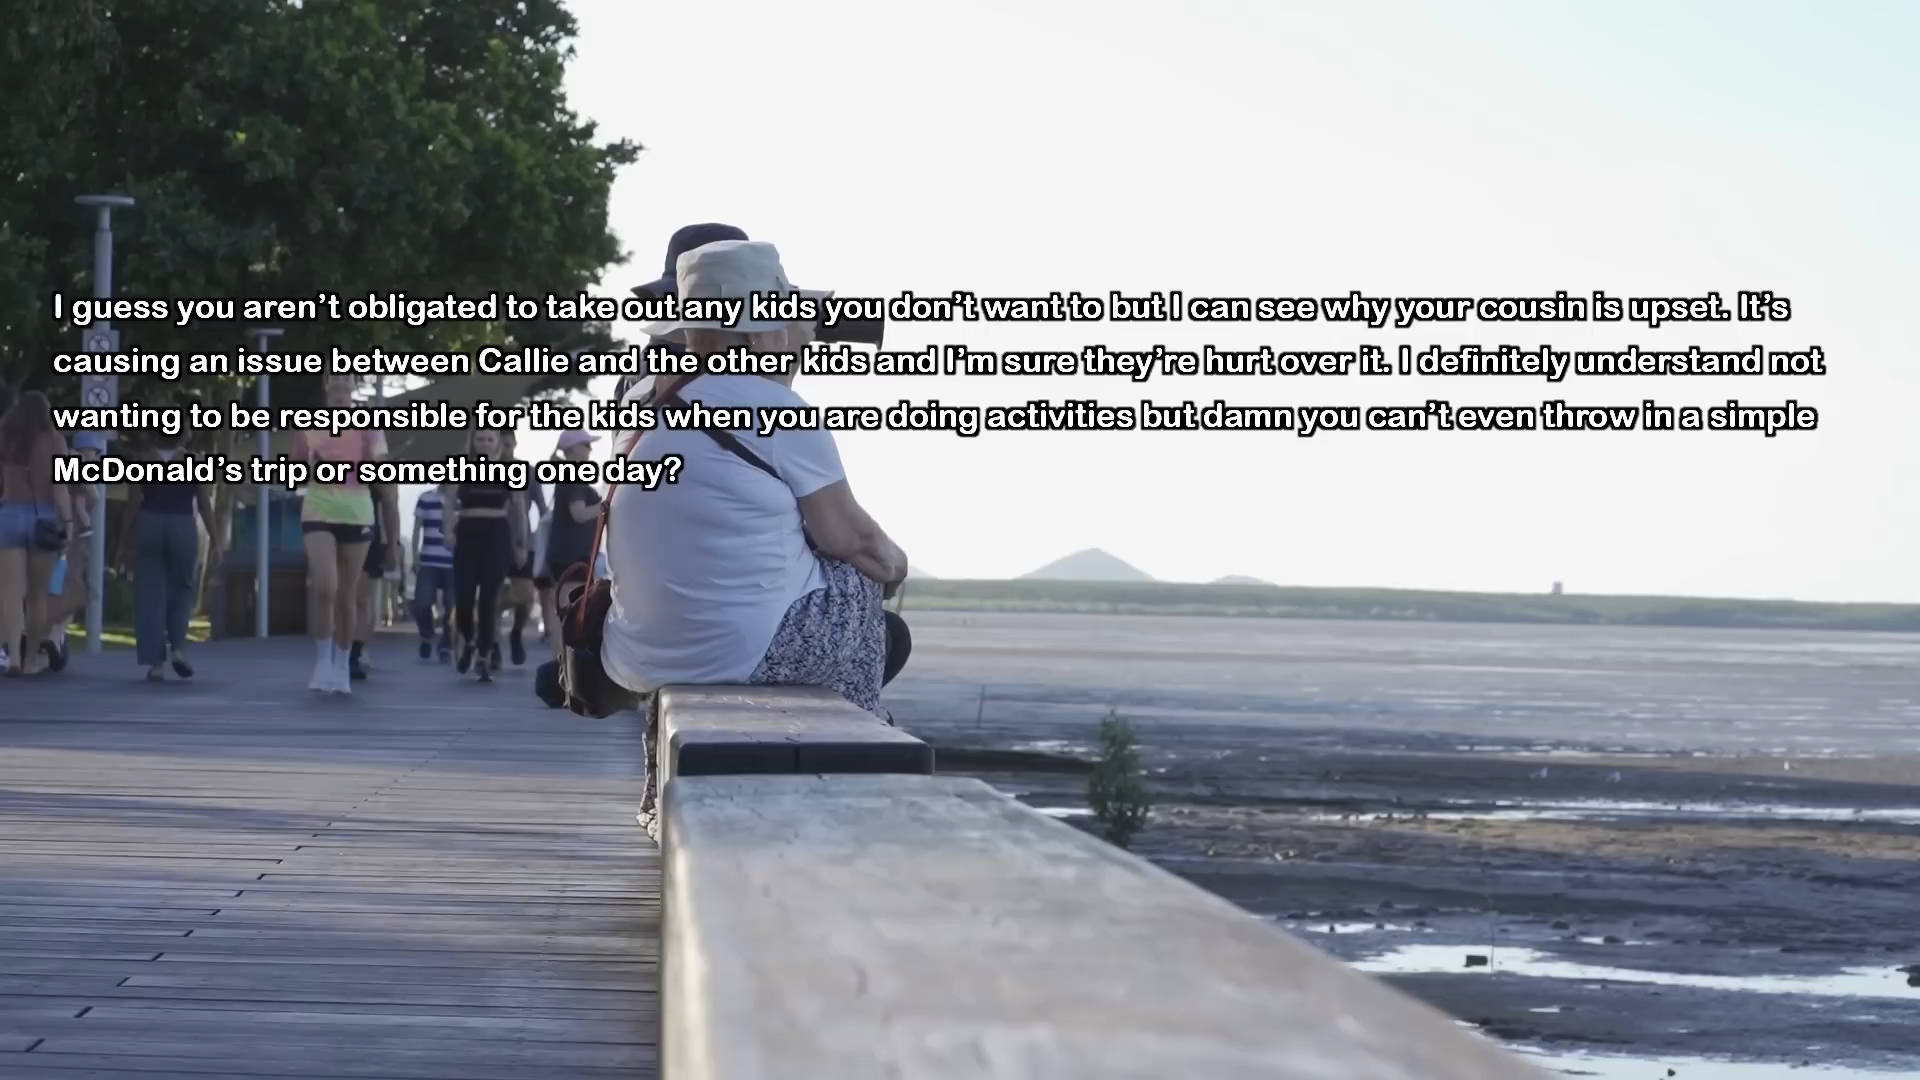 I guess you aren’t obligated to take out any kids you don’t want to but I can see why your cousin is upset. It’s
causing an issue between Callie and the other kids and I’m sure they’re hurt over it. I definitely understand not
wanting to be responsible for the kids when you are doing activities but damn you can’t even throw in a simple
McDonald’s trip or something one day?